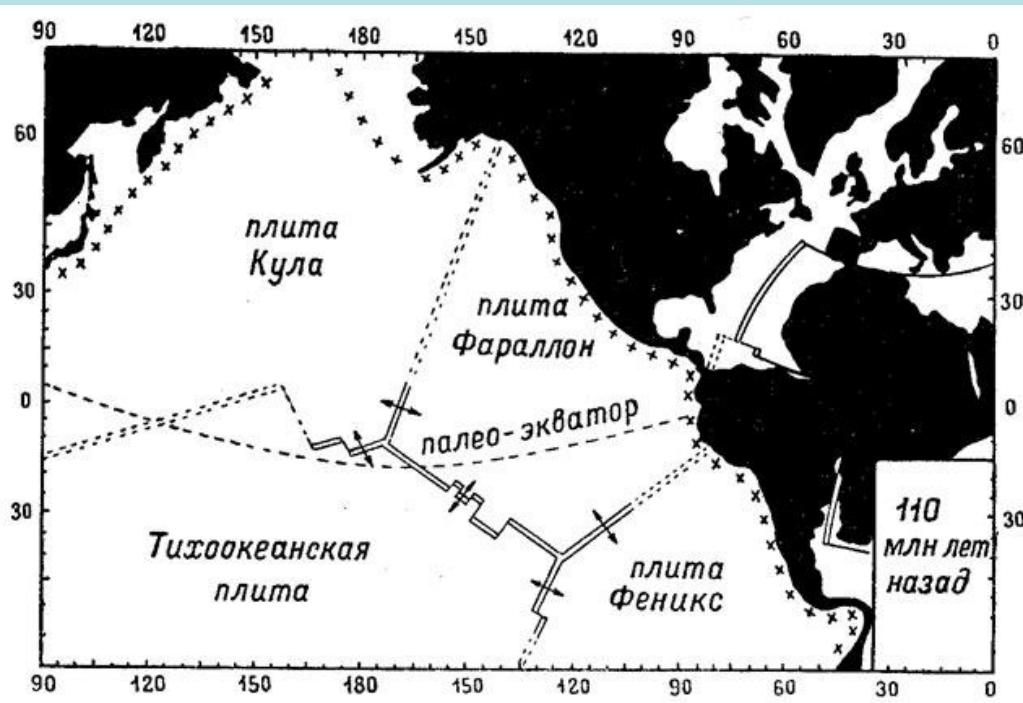 90 120 150 180 150 120 90 60 30 0
60 60
плита
Кула
30 30
плита
Фараллон
0 0
палео-экватор
30 30
110
млн лет
назад
Тихоокеанская
плита
плита
Феникс
90 120 150 180 150 120 90 60 30 0